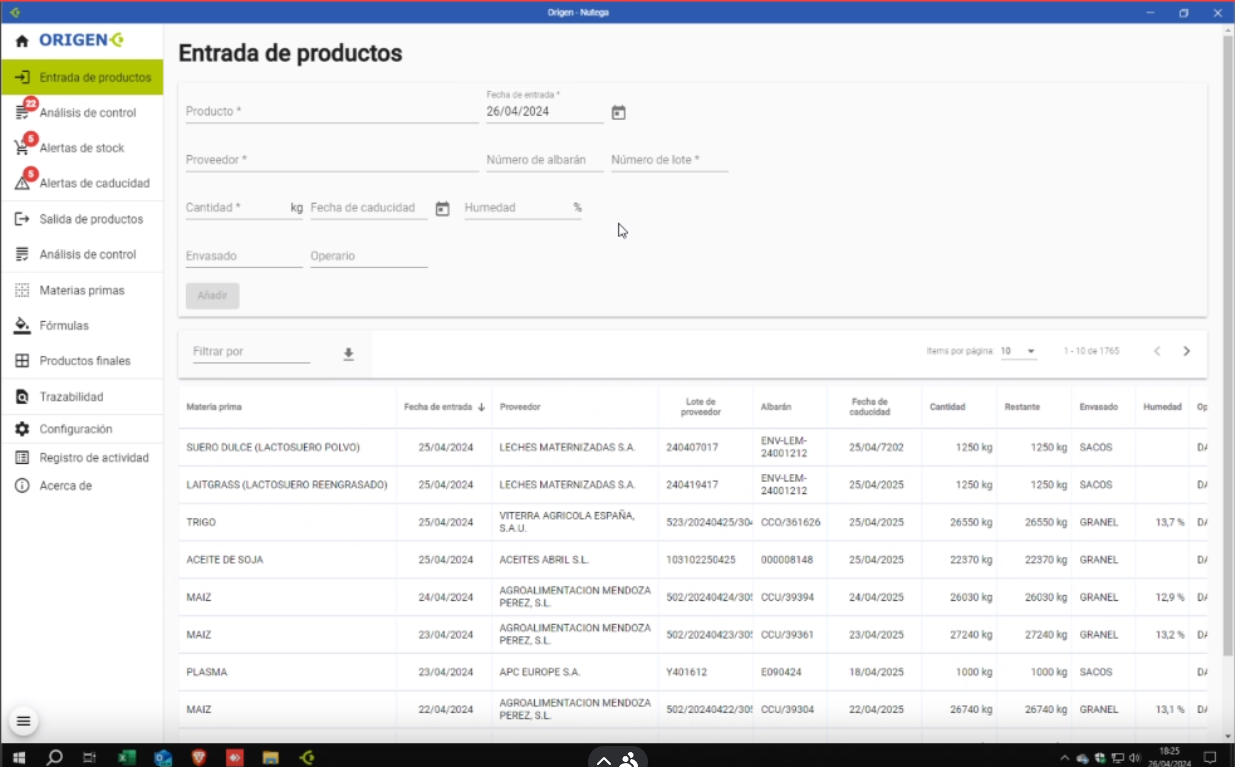 Origen - Nutega
ORIGEN
Entrada de productos
22
Análisis de control
5
Alertas de stock
5
Alertas de caducidad
Salida de productos
Análisis de control
Materias primas
Fórmulas
Productos finales
Trazabilidad
Configuración
Registro de actividad
Acerca de
Entrada de productos
Producto *
Fecha de entrada *
26/04/2024
Proveedor *
Número de albarán
Número de lote *
Cantidad * kg
Fecha de caducidad
Humedad %
Envasado
Operario
Añadir
Filtrar por
Items por página: 10
1 - 10 de 1765
Materia prima Fecha de entrada Proveedor Lote de proveedor Albarán Fecha de caducidad Cantidad Restante Envasado Humedad Op
SUERO DULCE (LACTOSUERO POLVO) 25/04/2024 LECHES MATERNIZADAS S.A. 240407017 ENV-LEM-24001212 25/04/7202 1250 kg 1250 kg SACOS DA
LAITGRASS (LACTOSUERO REENGRASADO) 25/04/2024 LECHES MATERNIZADAS S.A. 240419417 ENV-LEM-24001212 25/04/2025 1250 kg 1250 kg SACOS DA
TRIGO 25/04/2024 VITERRA AGRICOLA ESPAÑA, S.A.U. 523/20240425/304 CCO/361626 25/04/2025 26550 kg 26550 kg GRANEL 13,7 % DA
ACEITE DE SOJA 25/04/2024 ACEITES ABRIL S.L. 103102250425 000008148 25/04/2025 22370 kg 22370 kg GRANEL DA
MAIZ 24/04/2024 AGROALIMENTACION MENDOZA PEREZ, S.L. 502/20240424/305 CCU/39394 24/04/2025 26030 kg 26030 kg GRANEL 12,9 % DA
MAIZ 23/04/2024 AGROALIMENTACION MENDOZA PEREZ, S.L. 502/20240423/305 CCU/39361 23/04/2025 27240 kg 27240 kg GRANEL 13,2 % DA
PLASMA 23/04/2024 APC EUROPE S.A. Y401612 E090424 18/04/2025 1000 kg 1000 kg SACOS DA
MAIZ 22/04/2024 AGROALIMENTACION MENDOZA PEREZ, S.L. 502/20240422/305 CCU/39304 22/04/2025 26740 kg 26740 kg GRANEL 13,1 % DA
18:25
26/04/2024